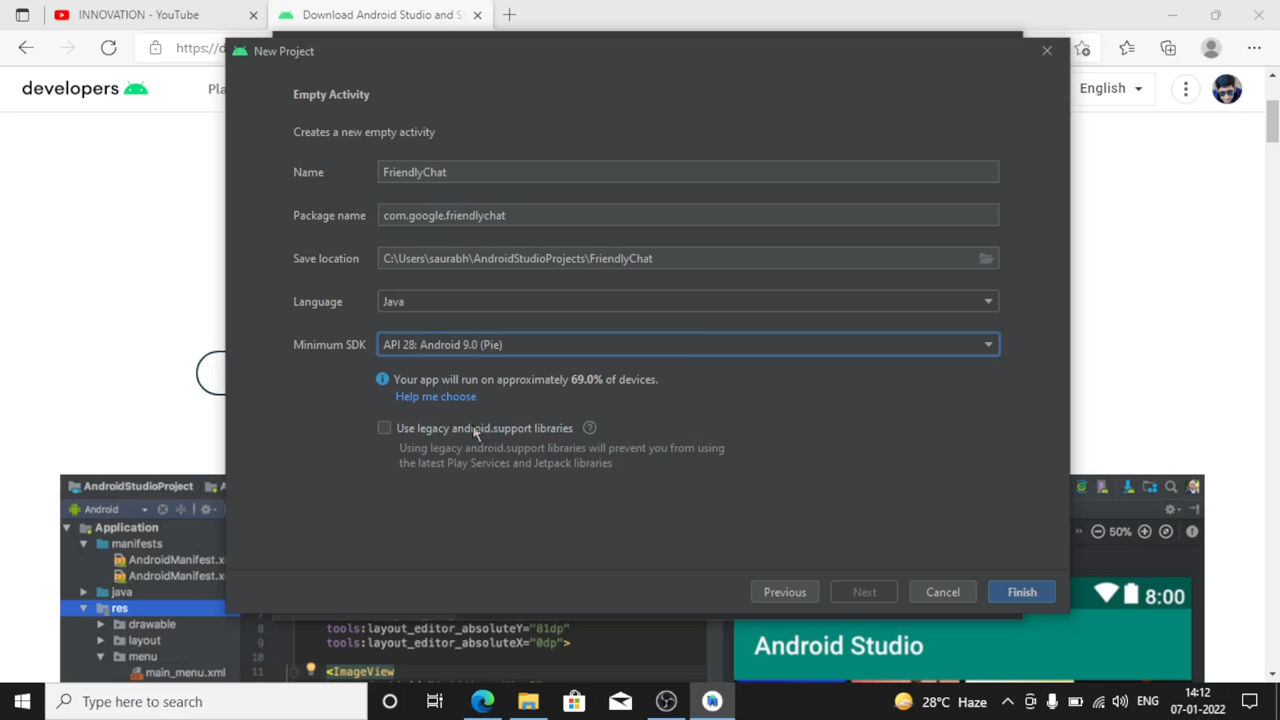 INNOVATION - YouTube
Download Android Studio and S
https://d
New Project
developers
Pla
English
Empty Activity
Creates a new empty activity
Name
FriendlyChat
Package name
com.google.friendlychat
Save location
C:\Users\saurabh\AndroidStudioProjects\FriendlyChat
Language
Java
Minimum SDK
API 28: Android 9.0 (Pie)
Your app will run on approximately 69.0% of devices.
Help me choose
Use legacy android.support libraries
Using legacy android.support libraries will prevent you from using
the latest Play Services and Jetpack libraries
Previous
Next
Cancel
Finish
AndroidStudioProject
Android
50%
Application
manifests
AndroidManifest.x
AndroidManifest.x
java
res
drawable
layout
menu
main_menu.xml
8
tools:layout_editor_absoluteY="81dp"
tools:layout_editor_absoluteX="0dp">
10
11
<ImageView
8:00
Android Studio
Type here to search
28°C Haze
ENG
14:12
07-01-2022